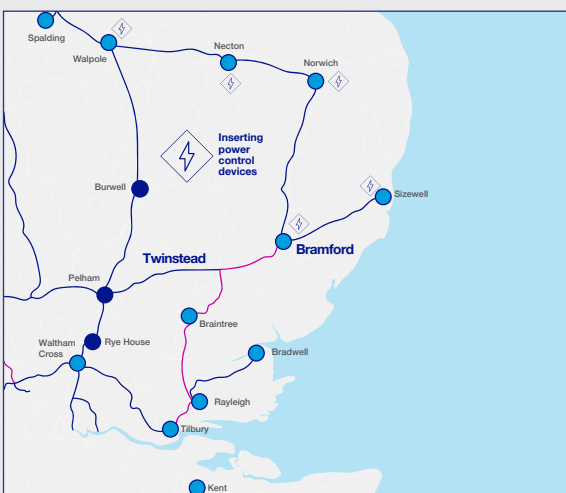 Spalding
Walpole
Necton
Norwich
Inserting
power
control
devices
Burwell
Sizewell
Twinstead
Bramford
Pelham
Braintree
Waltham
Cross
Rye House
Bradwell
Rayleigh
Tilbury
Kent